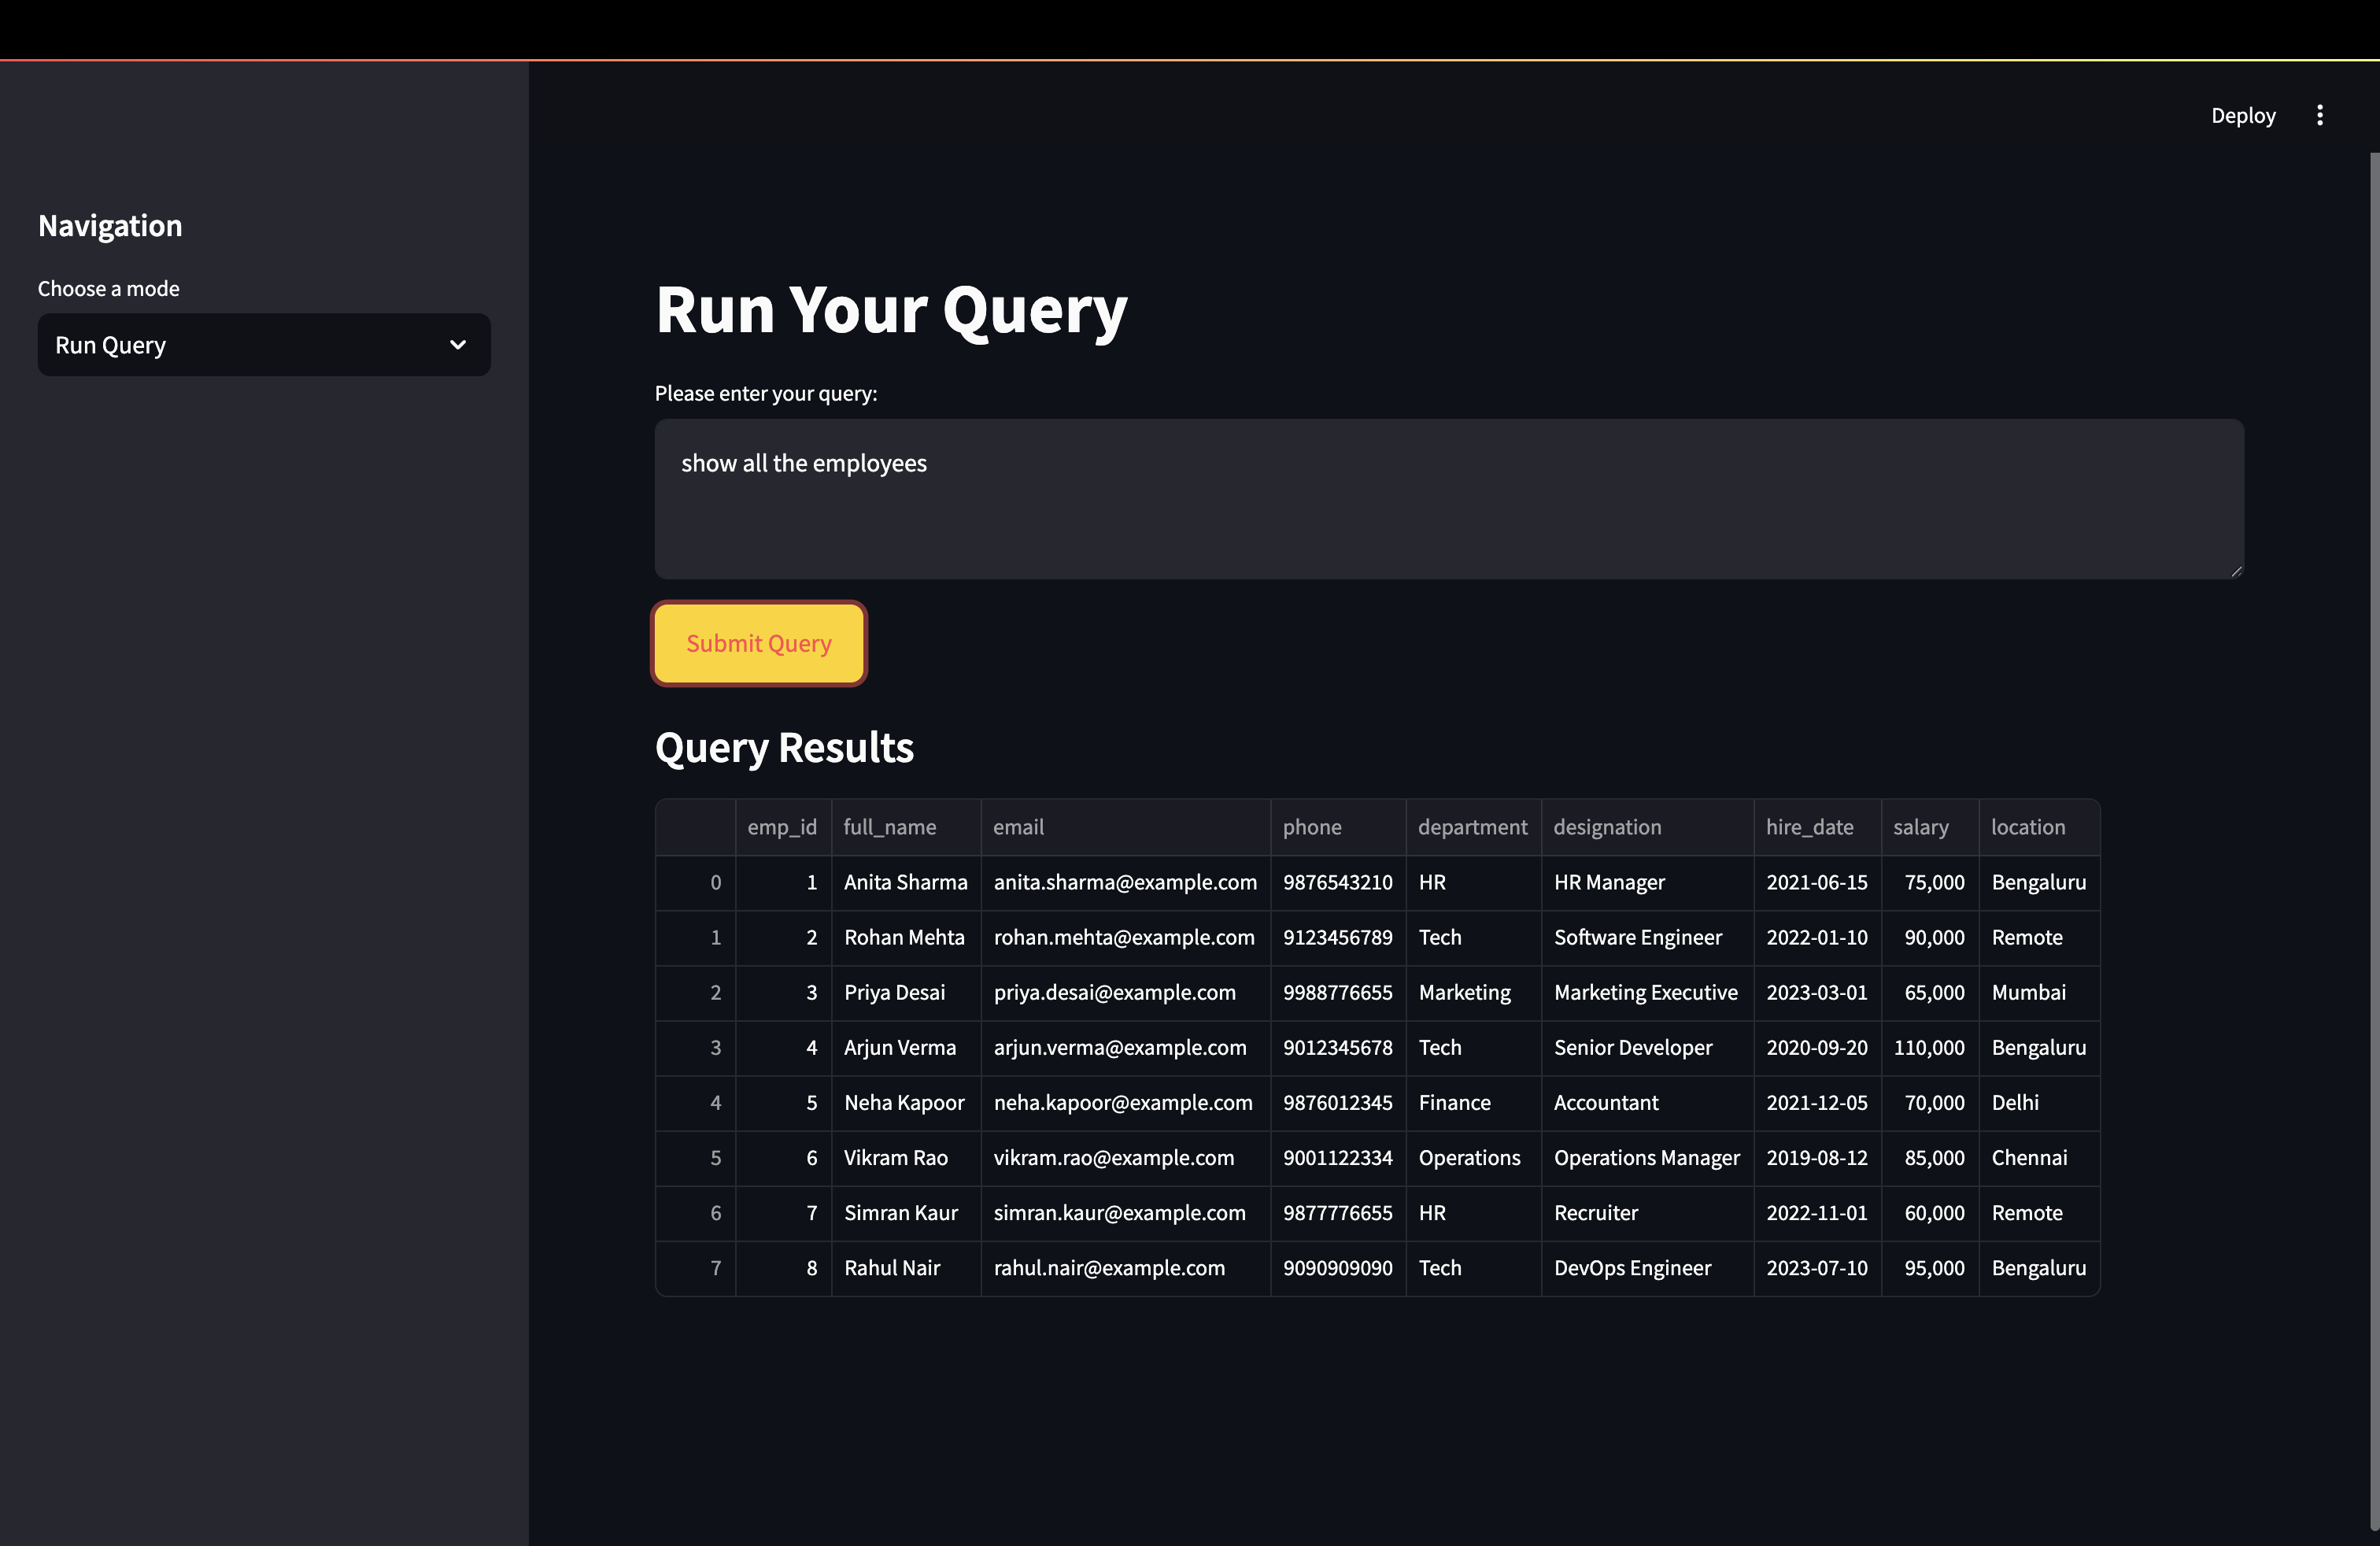 Deploy
Navigation
Choose a mode
Run Query
Run Your Query
Please enter your query:
show all the employees
Submit Query
Query Results
emp_id full_name email phone department designation hire_date salary location
0 1 Anita Sharma anita.sharma@example.com 9876543210 HR HR Manager 2021-06-15 75,000 Bengaluru
1 2 Rohan Mehta rohan.mehta@example.com 9123456789 Tech Software Engineer 2022-01-10 90,000 Remote
2 3 Priya Desai priya.desai@example.com 9988776655 Marketing Marketing Executive 2023-03-01 65,000 Mumbai
3 4 Arjun Verma arjun.verma@example.com 9012345678 Tech Senior Developer 2020-09-20 110,000 Bengaluru
4 5 Neha Kapoor neha.kapoor@example.com 9876012345 Finance Accountant 2021-12-05 70,000 Delhi
5 6 Vikram Rao vikram.rao@example.com 9001122334 Operations Operations Manager 2019-08-12 85,000 Chennai
6 7 Simran Kaur simran.kaur@example.com 9877776655 HR Recruiter 2022-11-01 60,000 Remote
7 8 Rahul Nair rahul.nair@example.com 9090909090 Tech DevOps Engineer 2023-07-10 95,000 Bengaluru